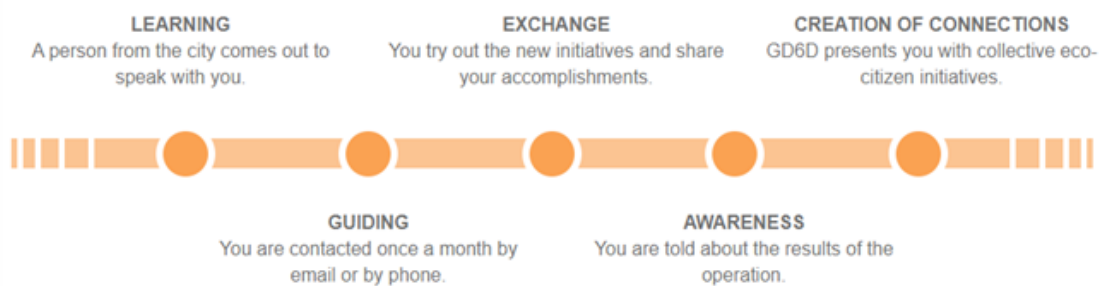 LEARNING
A person from the city comes out to
speak with you.
EXCHANGE
You try out the new initiatives and share
your accomplishments.
CREATION OF CONNECTIONS
GD6D presents you with collective eco-
citizen initiatives.
GUIDING
You are contacted once a month by
email or by phone.
AWARENESS
You are told about the results of the
operation.